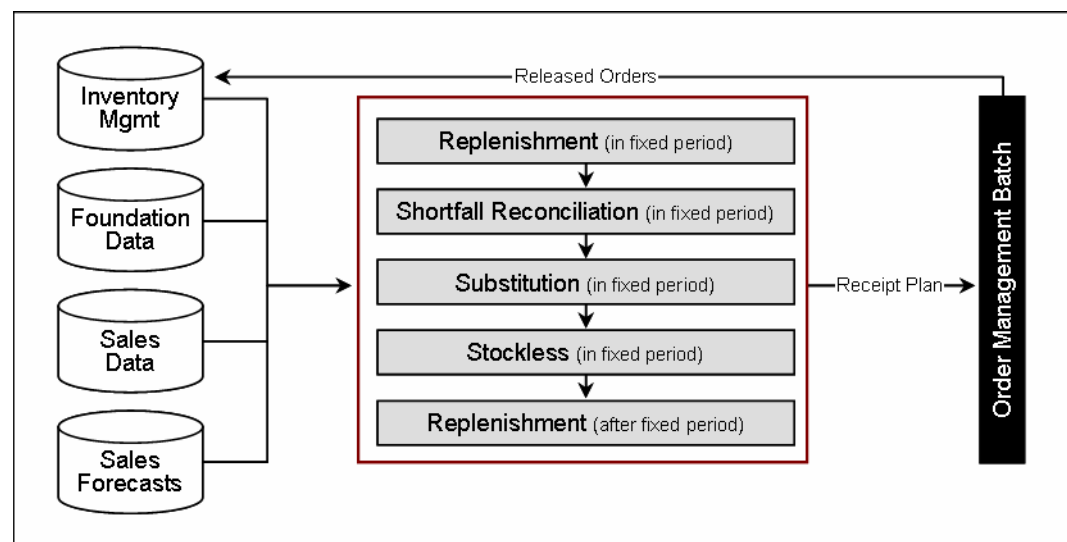 Released Orders
Inventory
Mgmt
Foundation
Data
Sales
Data
Sales
Forecasts
Replenishment (in fixed period)
Shortfall Reconciliation (in fixed period)
Substitution (in fixed period)
Stockless (in fixed period)
Replenishment (after fixed period)
Receipt Plan
Order Management Batch